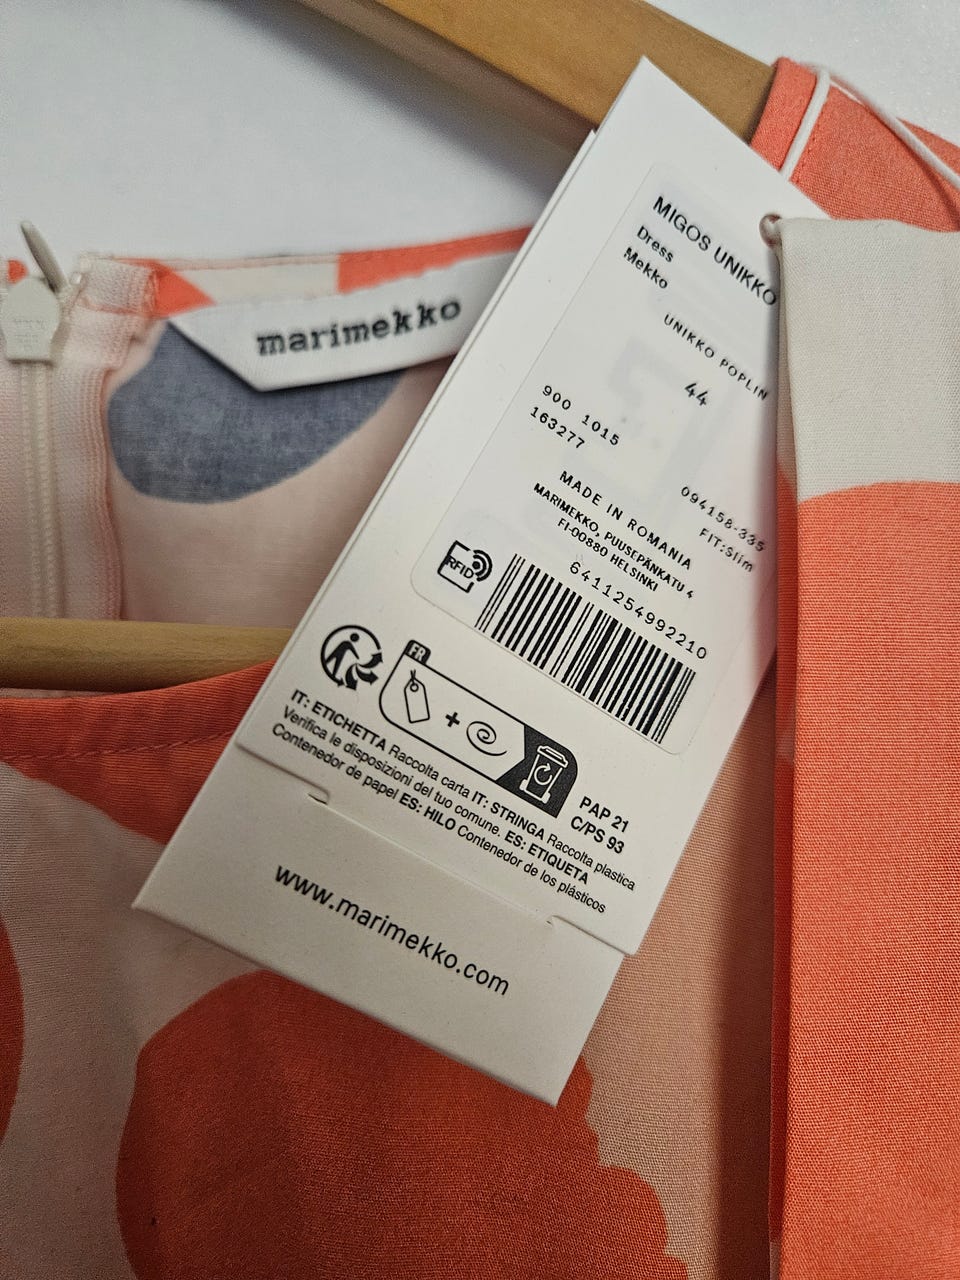 marimekko
MIGOS UNIKKO
Dress
Mekko
UNIKKO POPLIN
44
900 1015
163277
094158-335
FIT:Slim
MADE IN ROMANIA
MARIMEKKO, PUUSEPÄNKATU 4
FI-00880 HELSINKI
RFID
6411254992210
FR
PAP 21
C/PS 93
IT: ETICHETTA Raccolta carta IT: STRINGA Raccolta plastica
Verifica le disposizioni del tuo comune. ES: ETIQUETA
Contenedor de papel ES: HILO Contenedor de los plásticos
www.marimekko.com